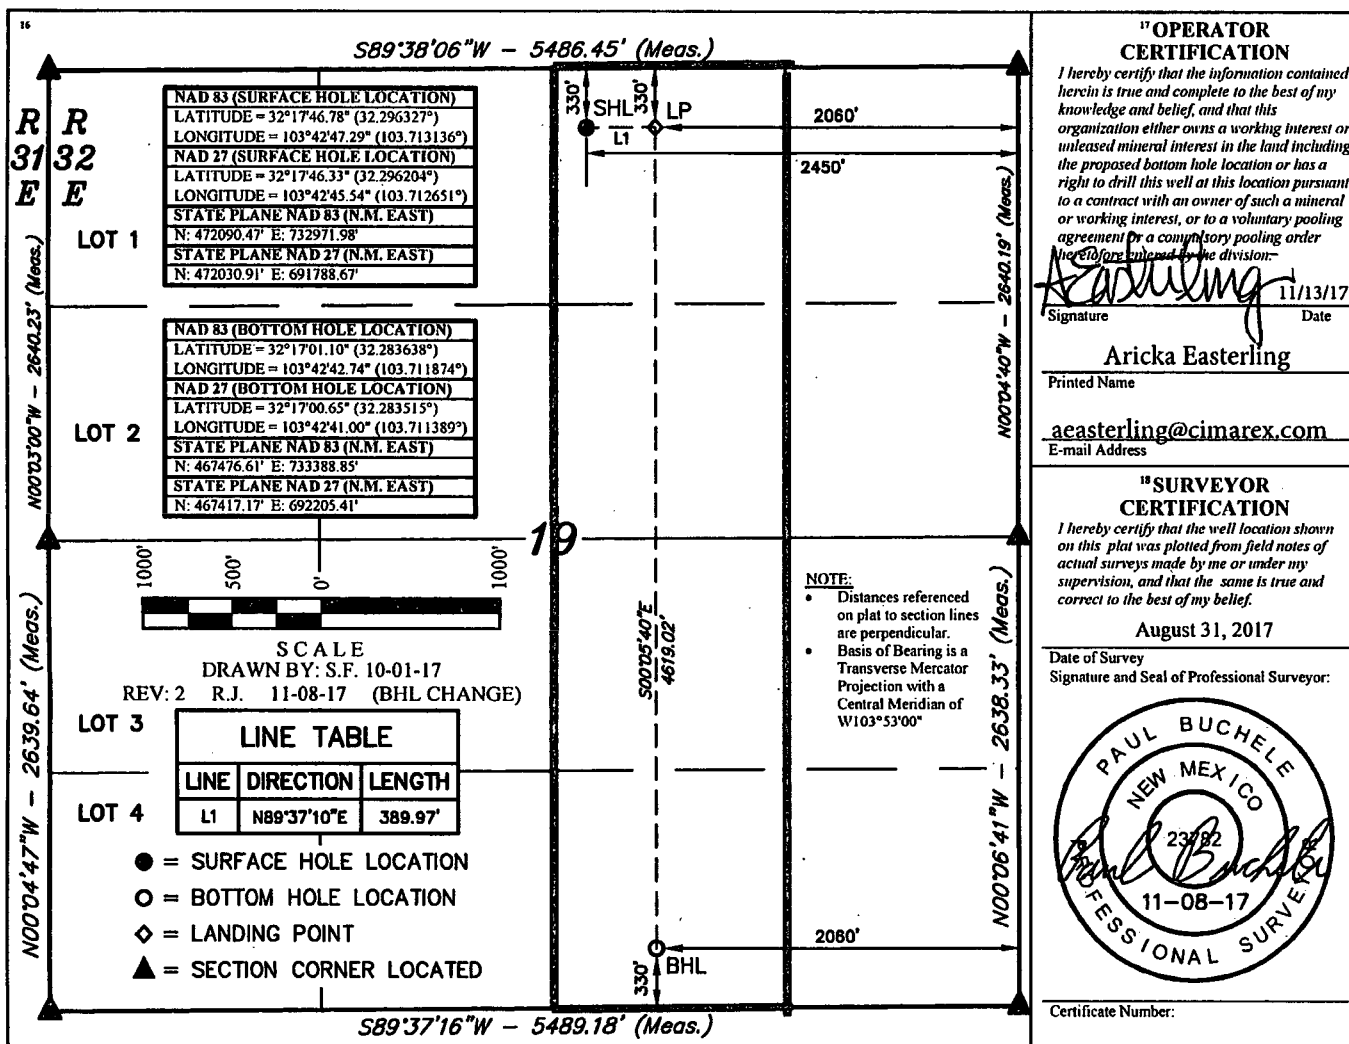 16
S89°38'06"W - 5486.45' (Meas.)
R R
31 32
E E
NAD 83 (SURFACE HOLE LOCATION)
LATITUDE = 32°17'46.78" (32.296327°)
LONGITUDE = 103°42'47.29" (103.713136°)
NAD 27 (SURFACE HOLE LOCATION)
LATITUDE = 32°17'46.33" (32.296204°)
LONGITUDE = 103°42'45.54" (103.712651°)
STATE PLANE NAD 83 (N.M. EAST)
N: 472090.47' E: 732971.98'
STATE PLANE NAD 27 (N.M. EAST)
N: 472030.91' E: 691788.67'
LOT 1
N00°03'00"W - 2640.23' (Meas.)
330'
SHL
L1
330'
LP
2060'
2450'
N00°04'40"W - 2640.19' (Meas.)
NAD 83 (BOTTOM HOLE LOCATION)
LATITUDE = 32°17'01.10" (32.283638°)
LONGITUDE = 103°42'42.74" (103.711874°)
NAD 27 (BOTTOM HOLE LOCATION)
LATITUDE = 32°17'00.65" (32.283515°)
LONGITUDE = 103°42'41.00" (103.711389°)
STATE PLANE NAD 83 (N.M. EAST)
N: 467476.61' E: 733388.85'
STATE PLANE NAD 27 (N.M. EAST)
N: 467417.17' E: 692205.41'
LOT 2
19
1000' 500' 0' 1000'
SCALE
DRAWN BY: S.F. 10-01-17
REV: 2 R.J. 11-08-17 (BHL CHANGE)
N00°04'47"W - 2639.64' (Meas.)
LOT 3
LINE TABLE
LINE DIRECTION LENGTH
L1 N89°37'10"E 389.97'
LOT 4
S00°05'40"E
4619.02'
NOTE:
• Distances referenced
on plat to section lines
are perpendicular.
• Basis of Bearing is a
Transverse Mercator
Projection with a
Central Meridian of
W103°53'00"
N00°06'41"W - 2638.33' (Meas.)
● = SURFACE HOLE LOCATION
○ = BOTTOM HOLE LOCATION
◇ = LANDING POINT
▲ = SECTION CORNER LOCATED
2060'
BHL
330'
S89°37'16"W - 5489.18' (Meas.)
17 OPERATOR
CERTIFICATION
I hereby certify that the information contained
herein is true and complete to the best of my
knowledge and belief, and that this
organization either owns a working interest or
unleased mineral interest in the land including
the proposed bottom hole location or has a
right to drill this well at this location pursuant
to a contract with an owner of such a mineral
or working interest, or to a voluntary pooling
agreement or a compulsory pooling order
heretofore entered by the division.
AEasterling 11/13/17
Signature Date
Aricka Easterling
Printed Name
aeasterling@cimarex.com
E-mail Address
18 SURVEYOR
CERTIFICATION
I hereby certify that the well location shown
on this plat was plotted from field notes of
actual surveys made by me or under my
supervision, and that the same is true and
correct to the best of my belief.
August 31, 2017
Date of Survey
Signature and Seal of Professional Surveyor:
PAUL BUCHELE
NEW MEXICO
23782
Paul Buchele
11-08-17
PROFESSIONAL SURVEYOR
Certificate Number: